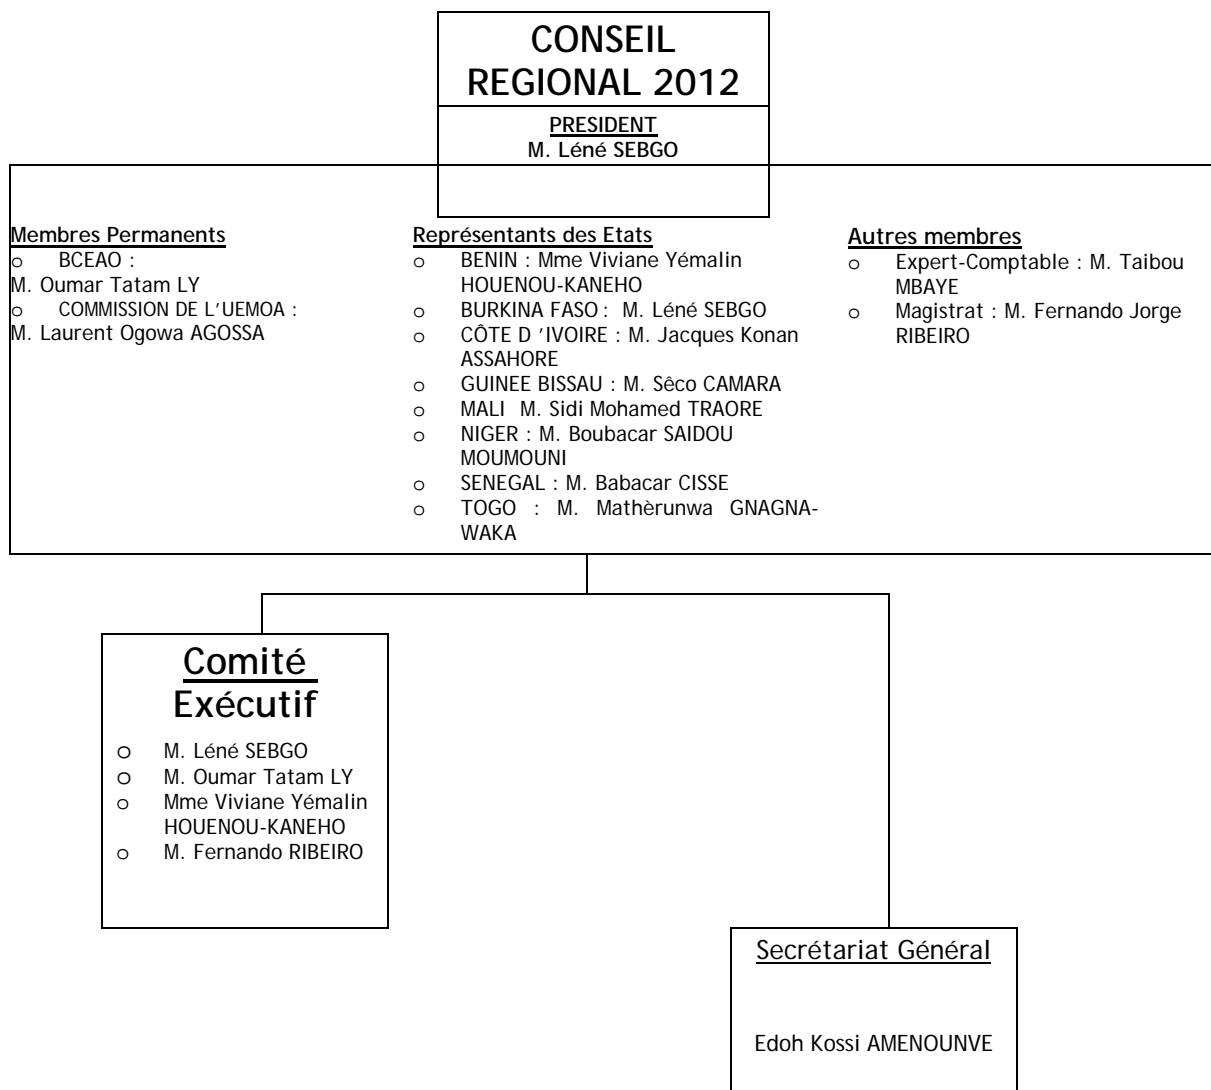 CONSEIL
REGIONAL 2012
PRESIDENT
M. Léné SEBGO
Membres Permanents
o BCEAO :
M. Oumar Tatam LY
o COMMISSION DE L'UEMOA :
M. Laurent Ogowa AGOSSA
Représentants des Etats
o BENIN : Mme Viviane Yémalin
HOUENOU-KANEHO
o BURKINA FASO : M. Léné SEBGO
o CÔTE D 'IVOIRE : M. Jacques Konan
ASSAHORE
o GUINEE BISSAU : M. Sêco CAMARA
o MALI M. Sidi Mohamed TRAORE
o NIGER : M. Boubacar SAIDOU
MOUMOUNI
o SENEGAL : M. Babacar CISSE
o TOGO : M. Mathèrunwa GNAGNA-
WAKA
Autres membres
o Expert-Comptable : M. Taibou
MBAYE
o Magistrat : M. Fernando Jorge
RIBEIRO
Comité
Exécutif
o M. Léné SEBGO
o M. Oumar Tatam LY
o Mme Viviane Yémalin
HOUENOU-KANEHO
o M. Fernando RIBEIRO
Secrétariat Général
Edoh Kossi AMENOUNVE